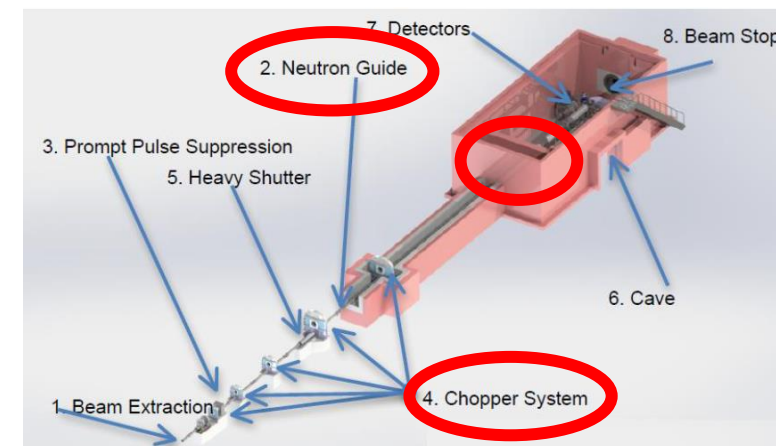 7. Detectors
8. Beam Stop
2. Neutron Guide
3. Prompt Pulse Suppression
5. Heavy Shutter
6. Cave
4. Chopper System
1. Beam Extraction